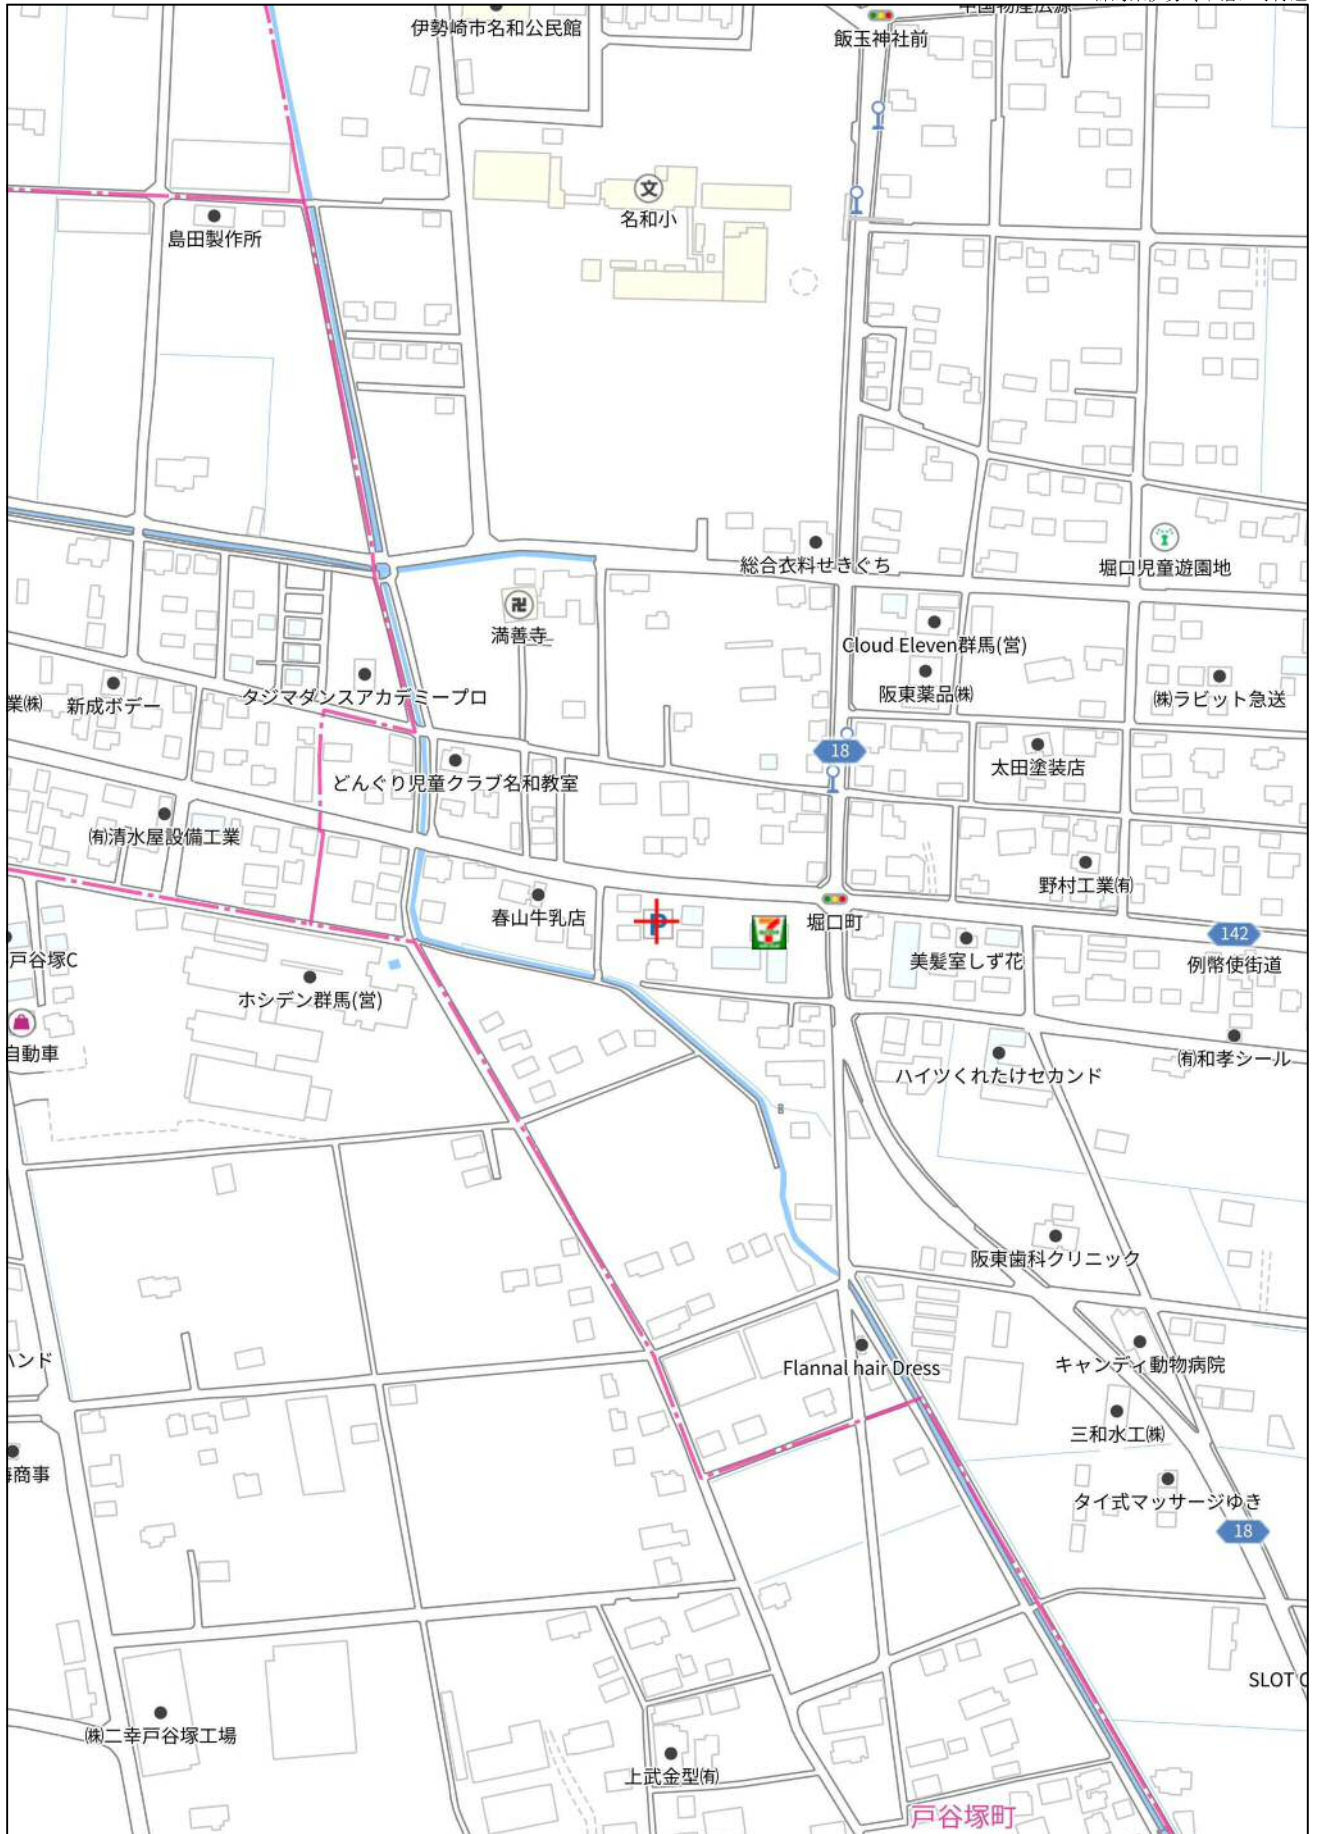 伊勢崎市名和公民館
飯玉神社前
文
名和小
島田製作所
総合衣料せきぐち
堀口児童遊園地
満善寺
Cloud Eleven群馬(営)
阪東薬品㈱
㈱ラビット急送
業㈱
新成ボデー
タジマダンスアカデミープロ
18
太田塗装店
どんぐり児童クラブ名和教室
㈲清水屋設備工業
野村工業㈲
春山牛乳店
P
7
堀口町
美髪室しず花
142
例幣使街道
戸谷塚C
ホシデン群馬(営)
自動車
ハイツくれたけセカンド
㈲和孝シール
阪東歯科クリニック
ハンド
Flannal hair Dress
キャンディ動物病院
三和水工㈱
商事
タイ式マッサージゆき
18
SLOT
㈱二幸戸谷塚工場
上武金型㈲
戸谷塚町